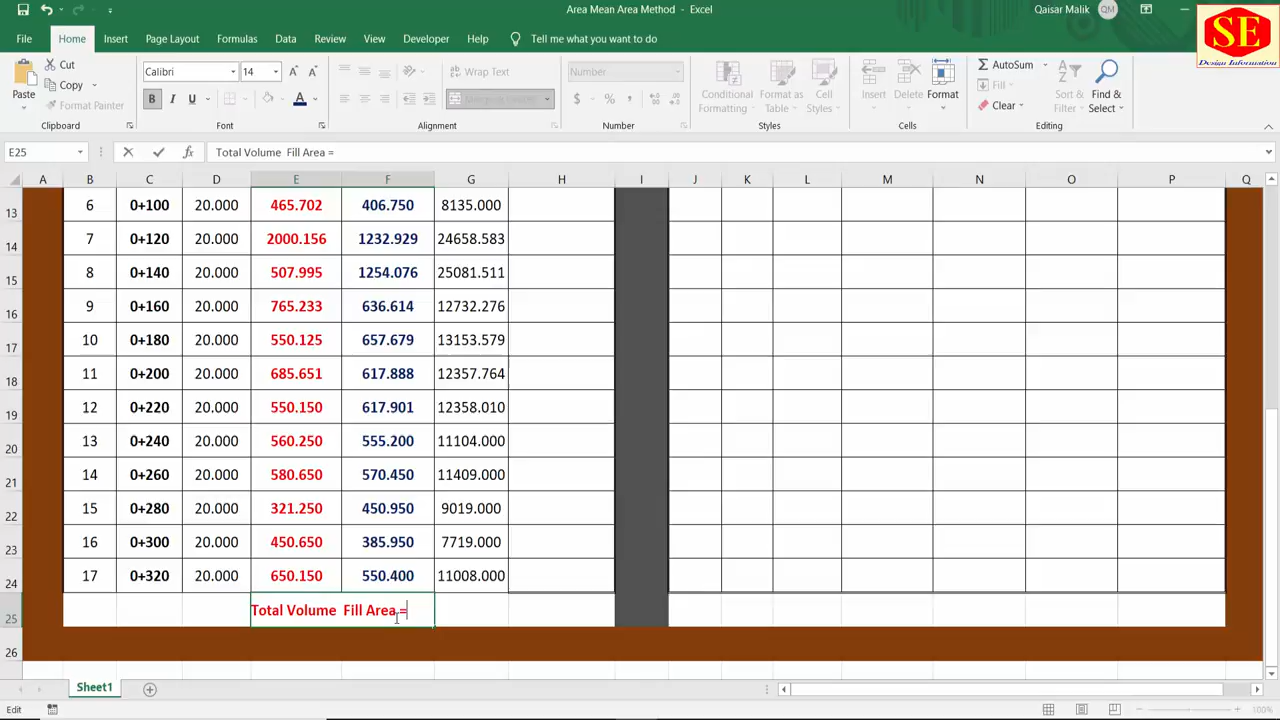 Area Mean Area Method - Excel
Qaisar Malik QM
SE
Design Information
File Home Insert Page Layout Formulas Data Review View Developer Help Tell me what you want to do
Paste
Cut
Copy
Format Painter
Clipboard
Calibri 14
B I U
Font
Wrap Text
Alignment
Number
$ % ,
Number
Conditional Formatting
Format as Table
Cell Styles
Styles
Insert Delete Format
Cells
AutoSum
Fill
Clear
Sort & Filter
Find & Select
Editing
E25 fx Total Volume  Fill Area =
A B C D E F G H I J K L M N O P Q
13 6 0+100 20.000 465.702 406.750 8135.000
14 7 0+120 20.000 2000.156 1232.929 24658.583
15 8 0+140 20.000 507.995 1254.076 25081.511
16 9 0+160 20.000 765.233 636.614 12732.276
17 10 0+180 20.000 550.125 657.679 13153.579
18 11 0+200 20.000 685.651 617.888 12357.764
19 12 0+220 20.000 550.150 617.901 12358.010
20 13 0+240 20.000 560.250 555.200 11104.000
21 14 0+260 20.000 580.650 570.450 11409.000
22 15 0+280 20.000 321.250 450.950 9019.000
23 16 0+300 20.000 450.650 385.950 7719.000
24 17 0+320 20.000 650.150 550.400 11008.000
25 Total Volume  Fill Area =
26
Sheet1
Edit 100%